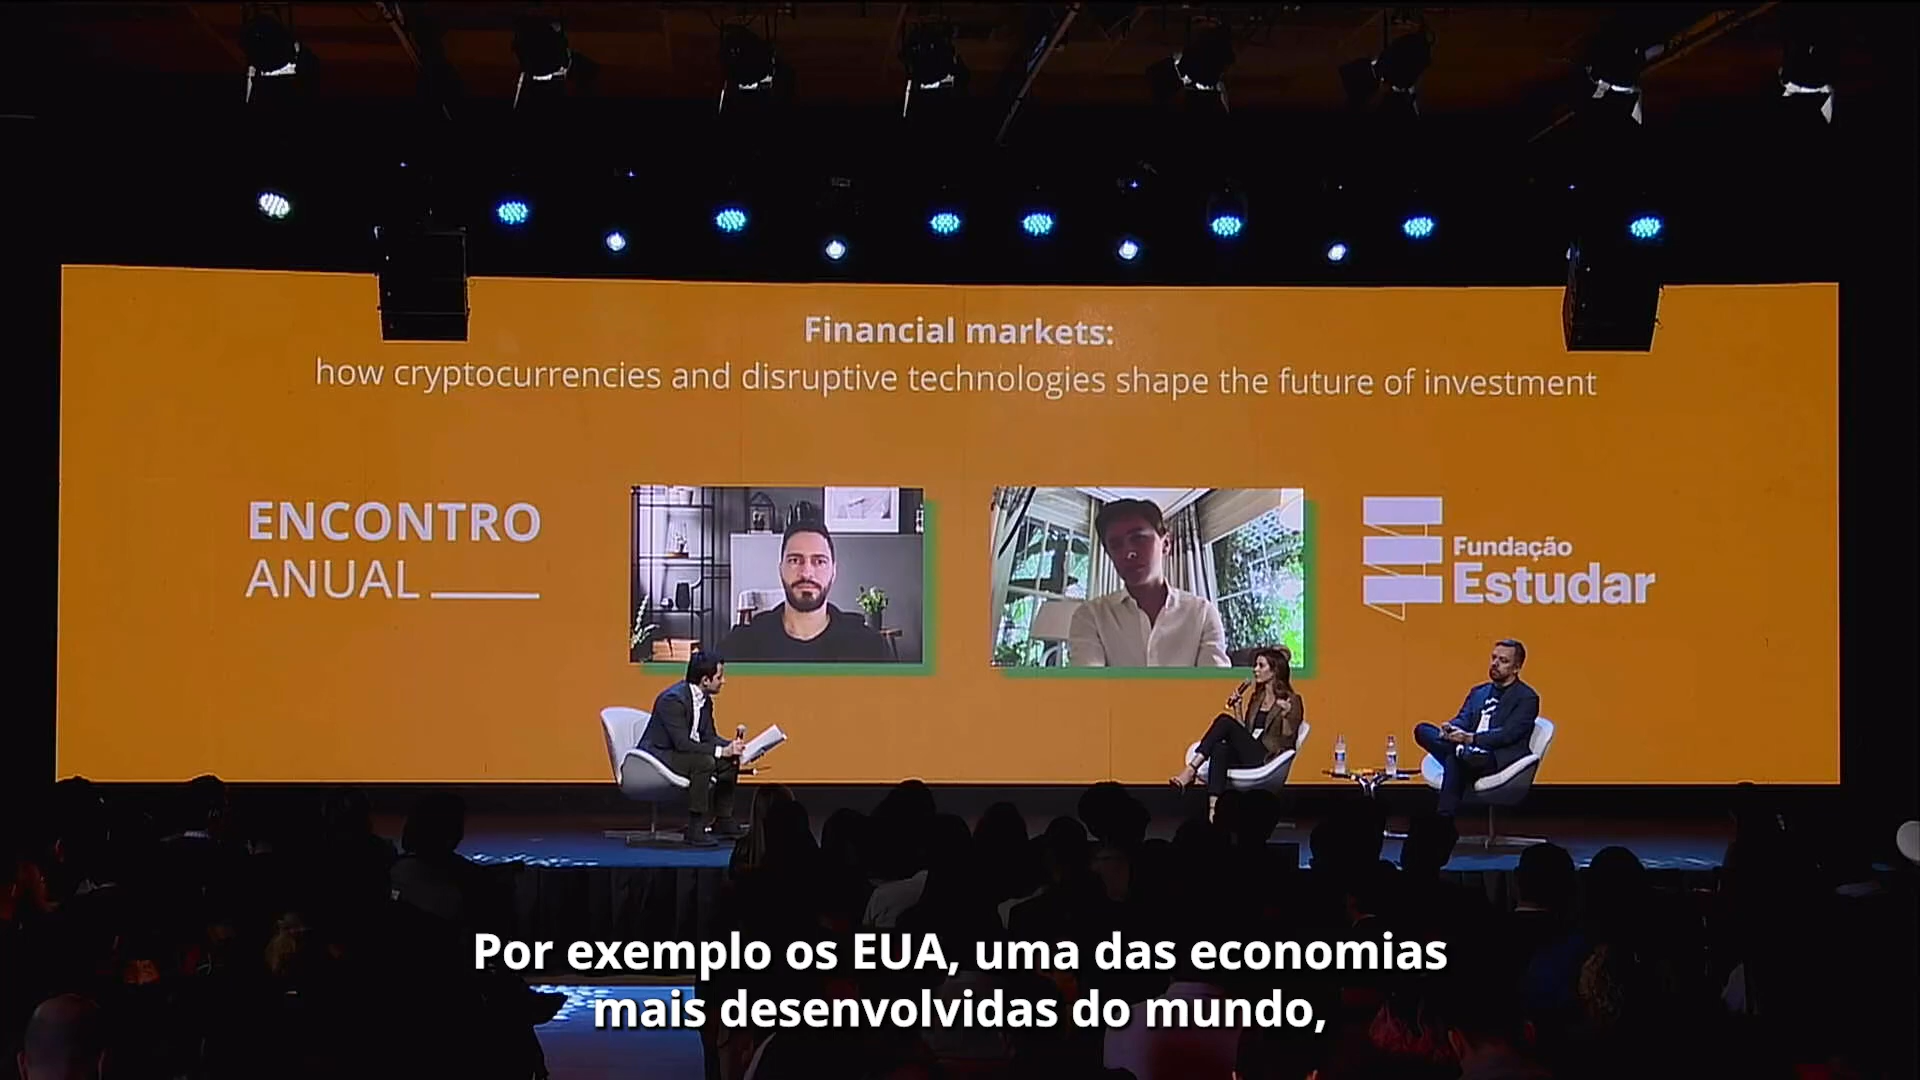 Financial markets:
how cryptocurrencies and disruptive technologies shape the future of investment
ENCONTRO
ANUAL
Fundação
Estudar
Por exemplo os EUA, uma das economias
mais desenvolvidas do mundo,